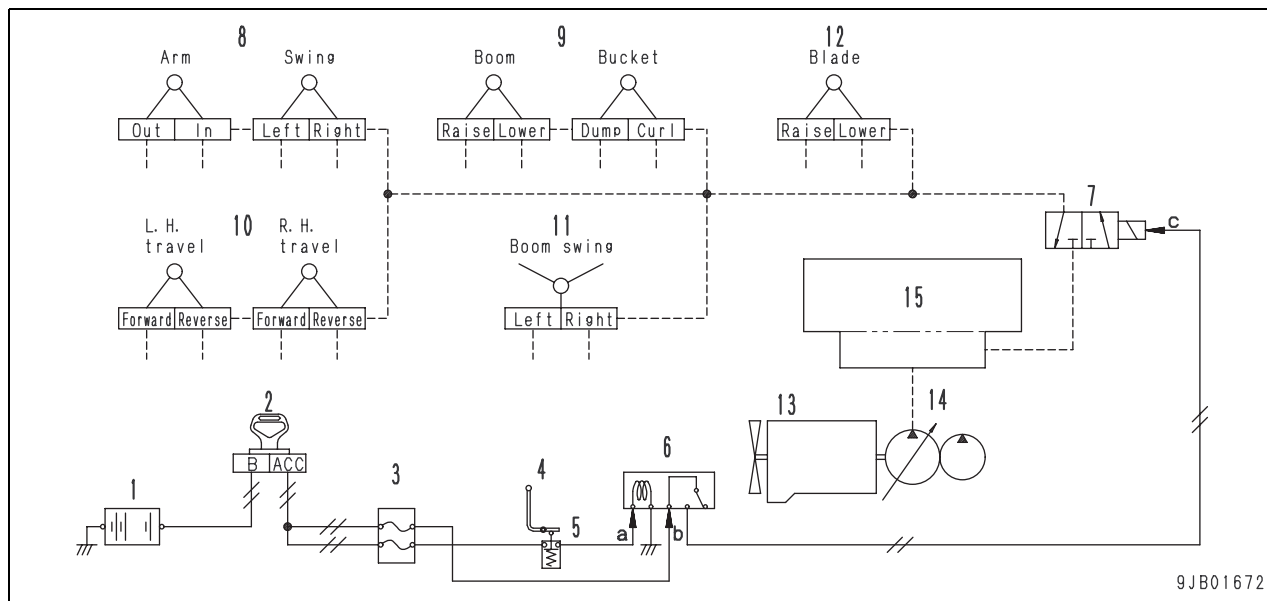 8 9 12
Arm Swing Boom Bucket Blade
Out In Left Right Raise Lower Dump Curl Raise Lower
7
C
L. H. travel 10 R. H. travel 11
Boom swing
15
Forward Reverse Forward Reverse Left Right
2 13 14
B ACC 6
1 3 4 5
a b
9JB01672